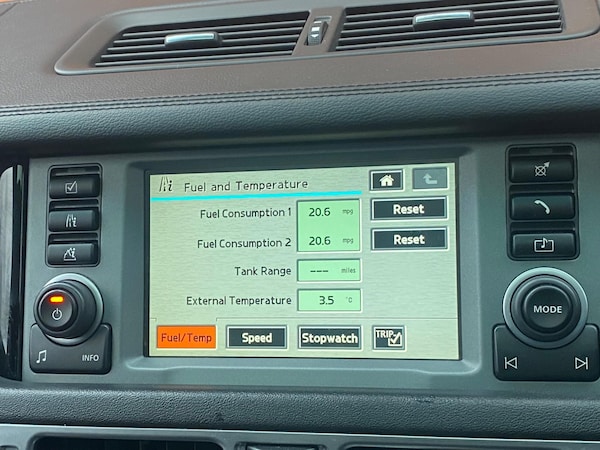 Fuel and Temperature
Fuel Consumption 1 20.6 mpg Reset
Fuel Consumption 2 20.6 mpg Reset
Tank Range --- miles
External Temperature 3.5 °C
Fuel/Temp Speed Stopwatch TRIP
INFO
MODE